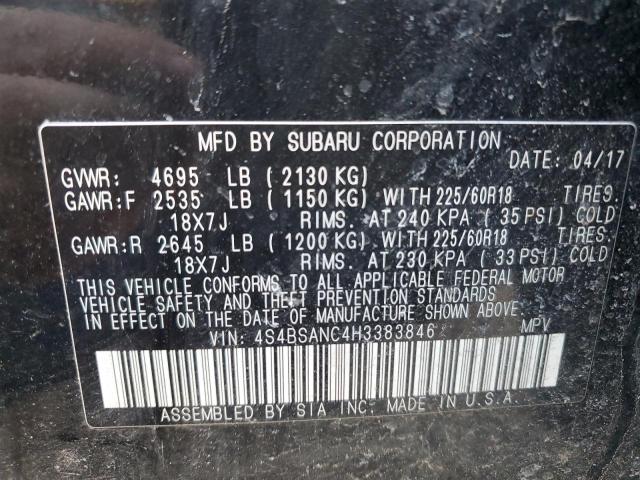 MFD BY SUBARU CORPORATION
DATE: 04/17
GVWR: 4695 LB ( 2130 KG)
GAWR:F 2535 LB ( 1150 KG) WITH 225/60R18 TIRES.
18X7J RIMS. AT 240 KPA ( 35 PSI) COLD
GAWR:R 2645 LB ( 1200 KG) WITH 225/60R18 TIRES.
18X7J RIMS. AT 230 KPA ( 33 PSI) COLD
THIS VEHICLE CONFORMS TO ALL APPLICABLE FEDERAL MOTOR
VEHICLE SAFETY AND THEFT PREVENTION STANDARDS
IN EFFECT ON THE DATE OF MANUFACTURE SHOWN ABOVE.
VIN: 4S4BSANC4H3383846 MPV
ASSEMBLED BY SIA INC. MADE IN U.S.A.